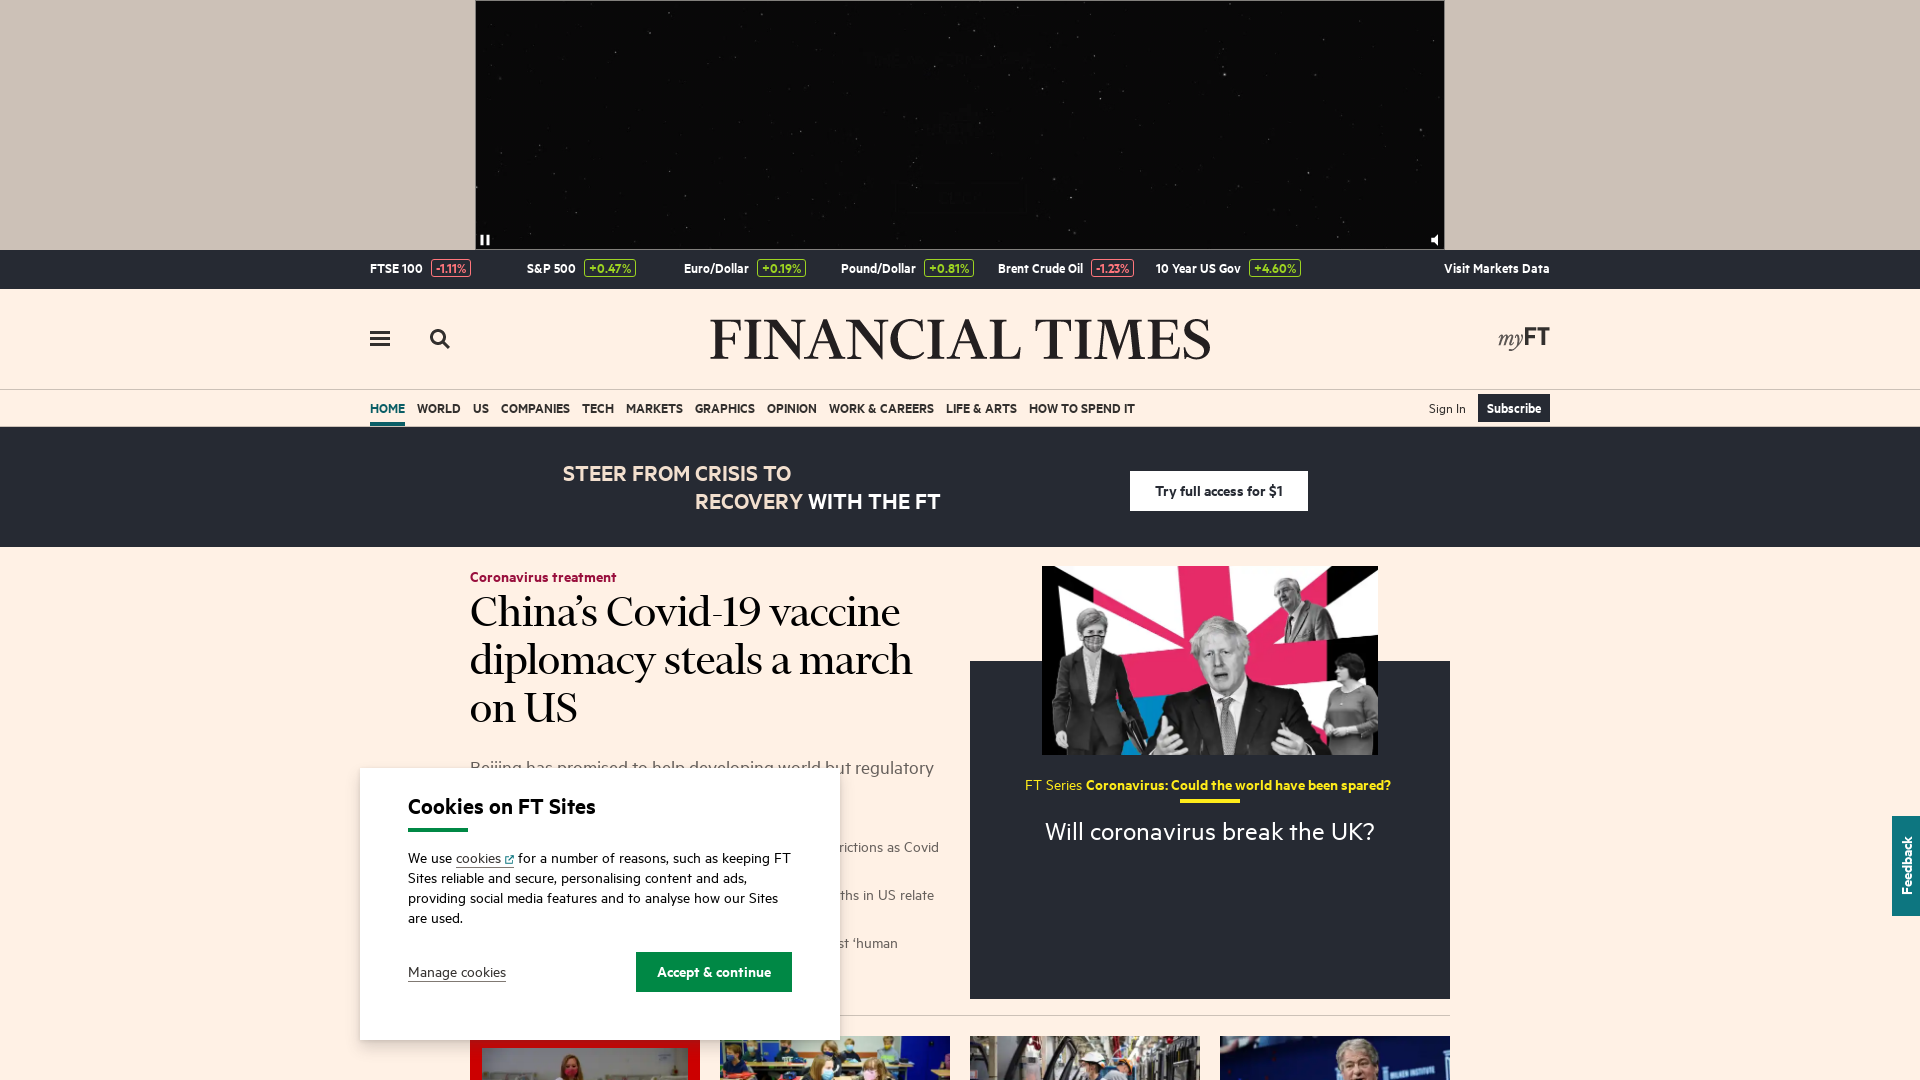 FTSE 100 -1.11% S&P 500 +0.47% Euro/Dollar +0.19% Pound/Dollar +0.81% Brent Crude Oil -1.23% 10 Year US Gov +4.60% Visit Markets Data
FINANCIAL TIMES
myFT
HOME WORLD US COMPANIES TECH MARKETS GRAPHICS OPINION WORK & CAREERS LIFE & ARTS HOW TO SPEND IT Sign In Subscribe
STEER FROM CRISIS TO
RECOVERY WITH THE FT
Try full access for $1
Coronavirus treatment
China’s Covid-19 vaccine
diplomacy steals a march
on US
Beijing has promised to help developing world but regulatory
rictions as Covid
ths in US relate
st ‘human
FT Series Coronavirus: Could the world have been spared?
Will coronavirus break the UK?
Cookies on FT Sites
We use cookies for a number of reasons, such as keeping FT
Sites reliable and secure, personalising content and ads,
providing social media features and to analyse how our Sites
are used.
Manage cookies
Accept & continue
Feedback
MILKEN INSTITUTE